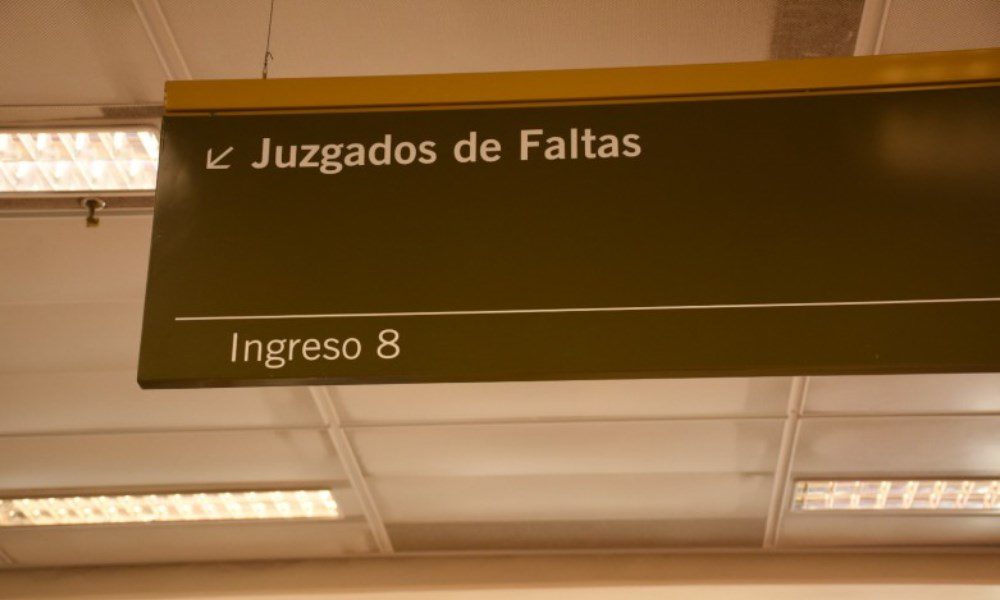 ↙ Juzgados de Faltas
Ingreso 8